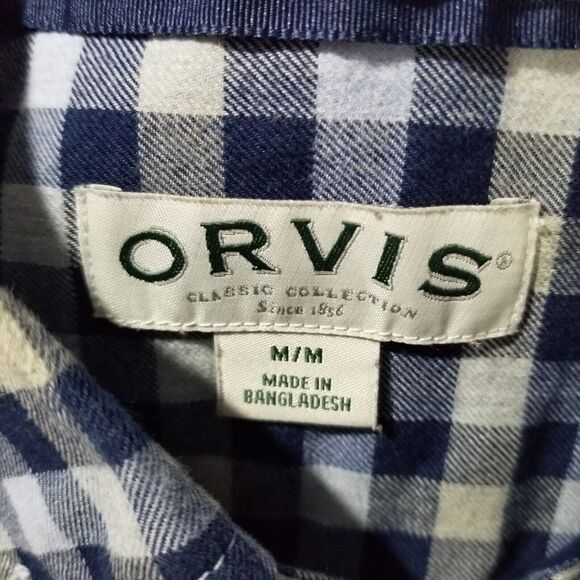 ORVIS®
CLASSIC COLLECTION
Since 1856
M/M
MADE IN
BANGLADESH